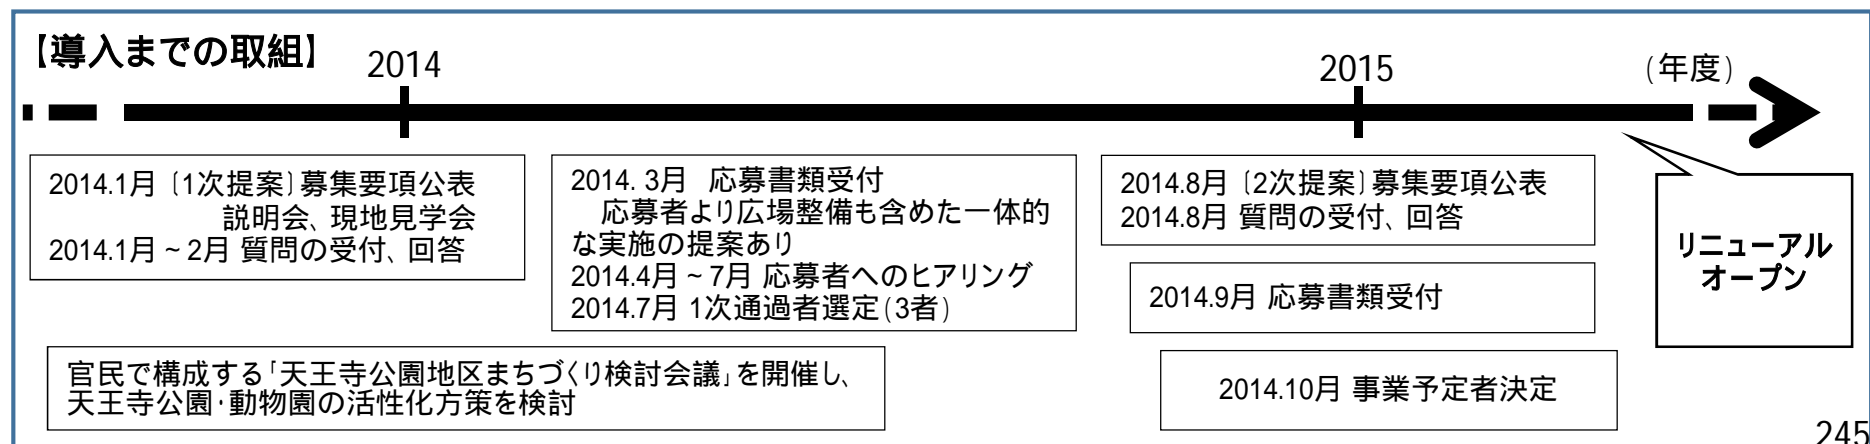 【導入までの取組】
2014
2015
(年度)
2014.1月 〔1次提案〕募集要項公表
説明会、現地見学会
2014.1月~2月 質問の受付、回答
2014. 3月 応募書類受付
応募者より広場整備も含めた一体的
な実施の提案あり
2014.4月~7月 応募者へのヒアリング
2014.7月 1次通過者選定(3者)
2014.8月 〔2次提案〕募集要項公表
2014.8月 質問の受付、回答
2014.9月 応募書類受付
2014.10月 事業予定者決定
リニューアル
オープン
官民で構成する「天王寺公園地区まちづくり検討会議」を開催し、
天王寺公園・動物園の活性化方策を検討
245